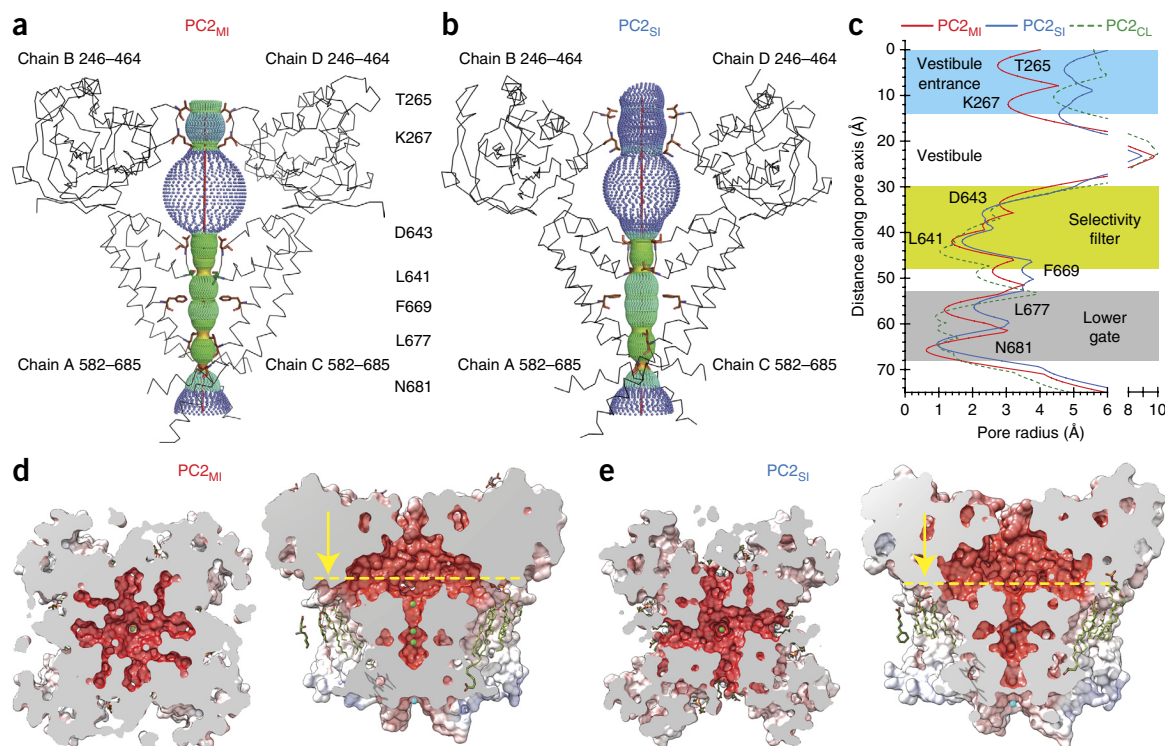 a
PC2MI
Chain B 246–464
Chain D 246–464
T265
K267
D643
L641
F669
L677
N681
Chain A 582–685
Chain C 582–685
b
PC2SI
Chain B 246–464
Chain D 246–464
Chain A 582–685
Chain C 582–685
c
PC2MI PC2SI PC2CL
Distance along pore axis (Å)
0
10
20
30
40
50
60
70
Vestibule
entrance
T265
K267
Vestibule
D643
L641
Selectivity
filter
F669
L677
Lower
gate
N681
0 1 2 3 4 5 6 8 10
Pore radius (Å)
d
PC2MI
e
PC2SI